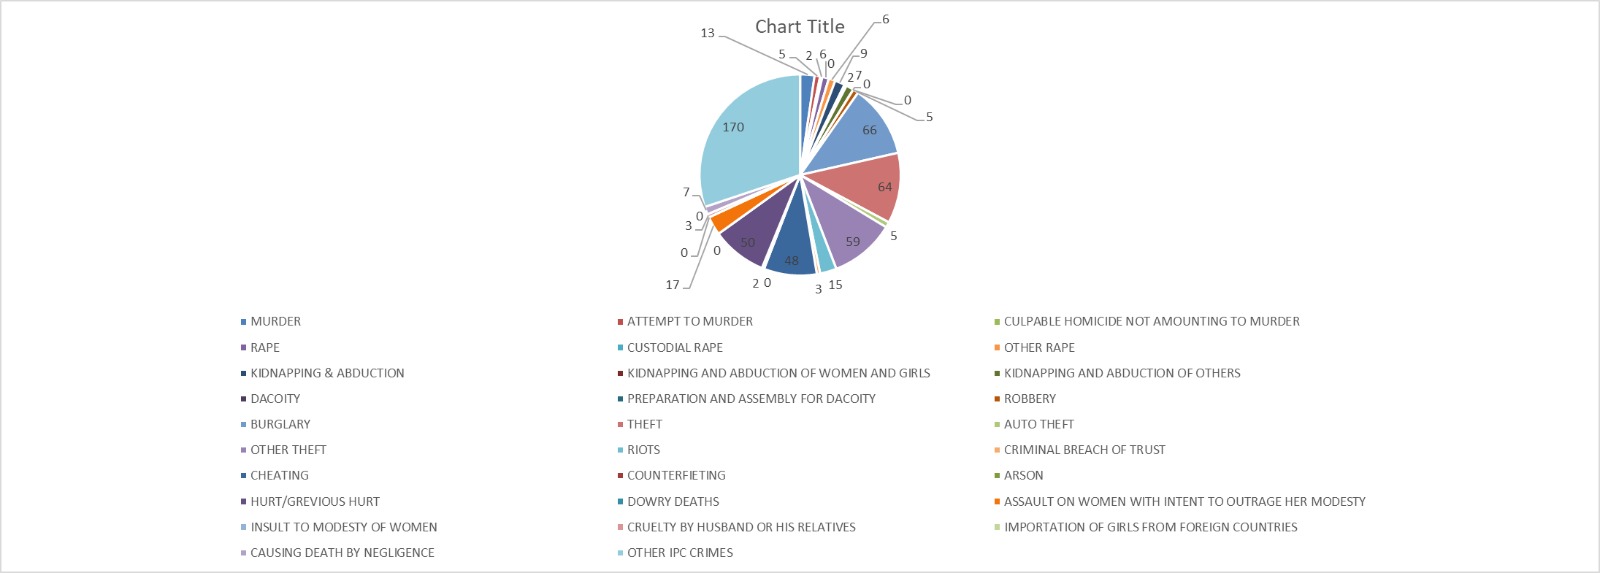 Chart Title
13
5
2
6
0
6
9
2
7
0
0
5
66
64
5
59
15
3
48
0
2
50
0
17
0
3
0
7
170
MURDER
ATTEMPT TO MURDER
CULPABLE HOMICIDE NOT AMOUNTING TO MURDER
RAPE
CUSTODIAL RAPE
OTHER RAPE
KIDNAPPING & ABDUCTION
KIDNAPPING AND ABDUCTION OF WOMEN AND GIRLS
KIDNAPPING AND ABDUCTION OF OTHERS
DACOITY
PREPARATION AND ASSEMBLY FOR DACOITY
ROBBERY
BURGLARY
THEFT
AUTO THEFT
OTHER THEFT
RIOTS
CRIMINAL BREACH OF TRUST
CHEATING
COUNTERFIETING
ARSON
HURT/GREVIOUS HURT
DOWRY DEATHS
ASSAULT ON WOMEN WITH INTENT TO OUTRAGE HER MODESTY
INSULT TO MODESTY OF WOMEN
CRUELTY BY HUSBAND OR HIS RELATIVES
IMPORTATION OF GIRLS FROM FOREIGN COUNTRIES
CAUSING DEATH BY NEGLIGENCE
OTHER IPC CRIMES